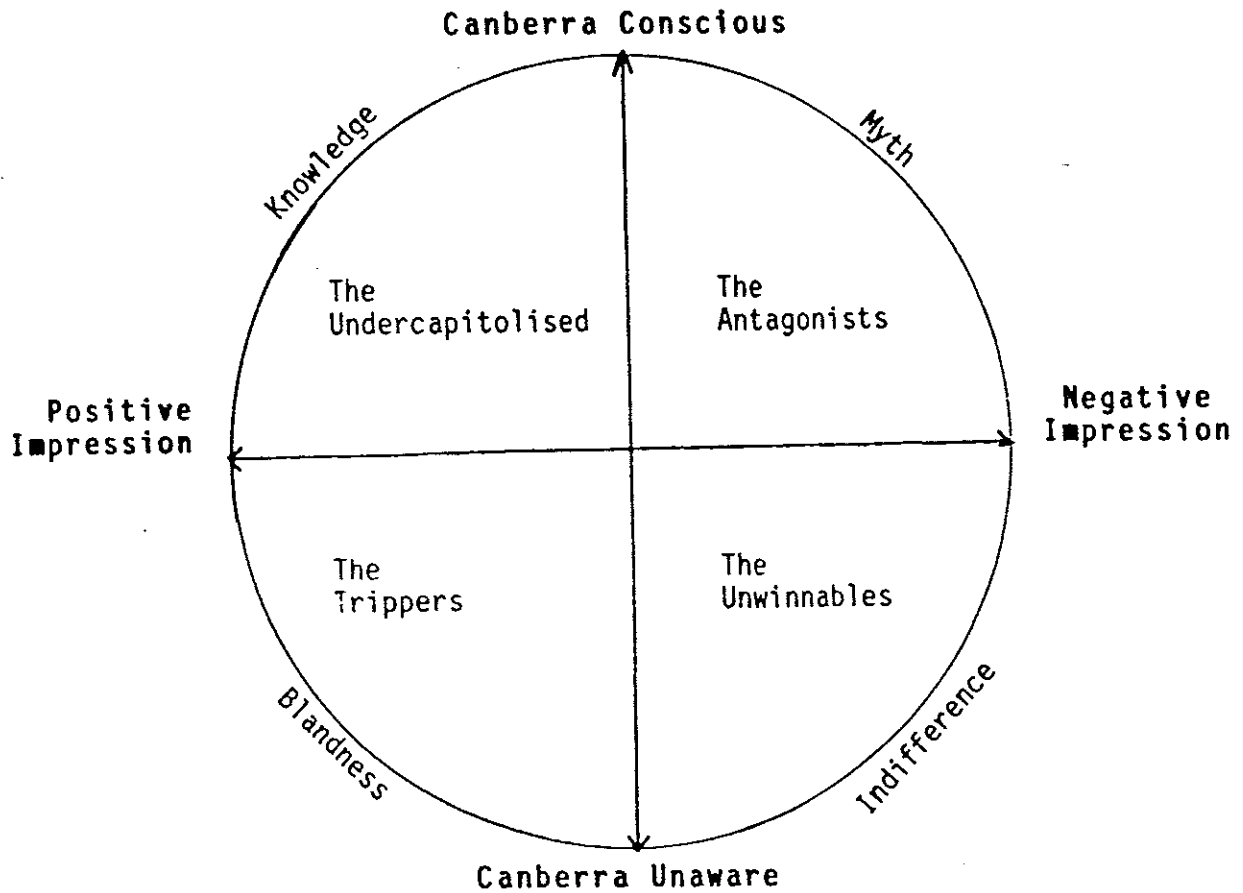 Canberra Conscious
Knowledge
Myth
The
Undercapitolised
The
Antagonists
Positive
Impression
Negative
Impression
The
Trippers
The
Unwinnables
Blandness
Indifference
Canberra Unaware